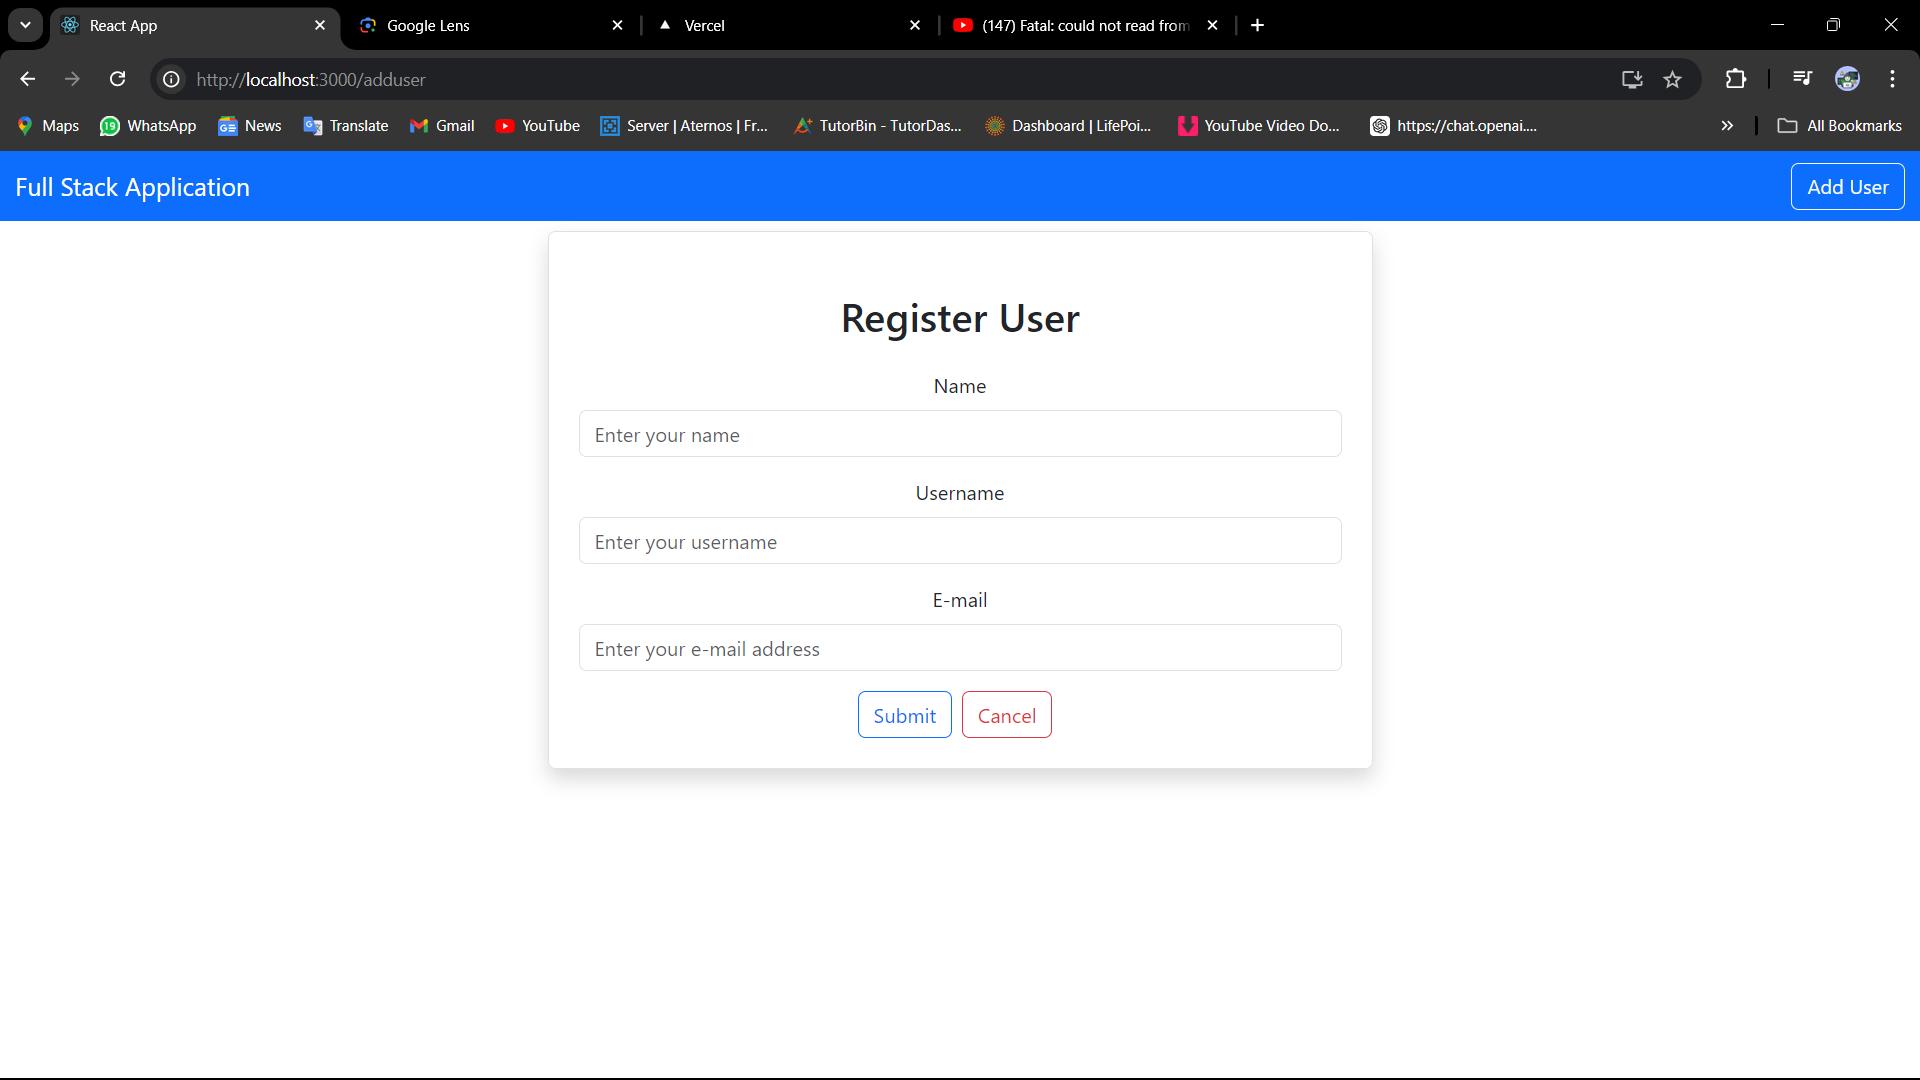 React App
Google Lens
Vercel
(147) Fatal: could not read from
http://localhost:3000/adduser
Maps
19 WhatsApp
News
Translate
Gmail
YouTube
Server | Aternos | Fr...
TutorBin - TutorDas...
Dashboard | LifePoi...
YouTube Video Do...
https://chat.openai....
All Bookmarks
Full Stack Application
Add User
Register User
Name
Enter your name
Username
Enter your username
E-mail
Enter your e-mail address
Submit
Cancel